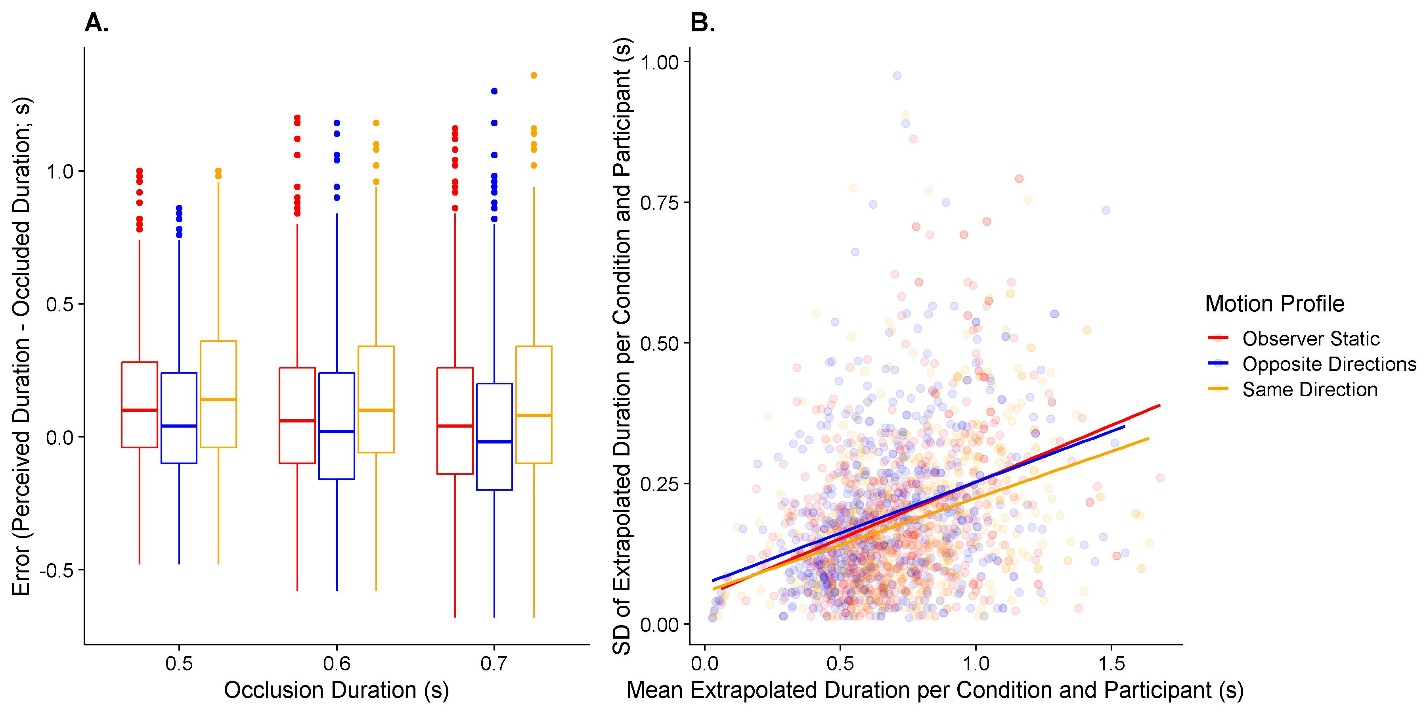 A.
Error (Perceived Duration - Occluded Duration; s)
1.0
0.5
0.0
-0.5
0.5 0.6 0.7
Occlusion Duration (s)
B.
SD of Extrapolated Duration per Condition and Participant (s)
1.00
0.75
0.50
0.25
0.00
0.0 0.5 1.0 1.5
Mean Extrapolated Duration per Condition and Participant (s)
Motion Profile
Observer Static
Opposite Directions
Same Direction